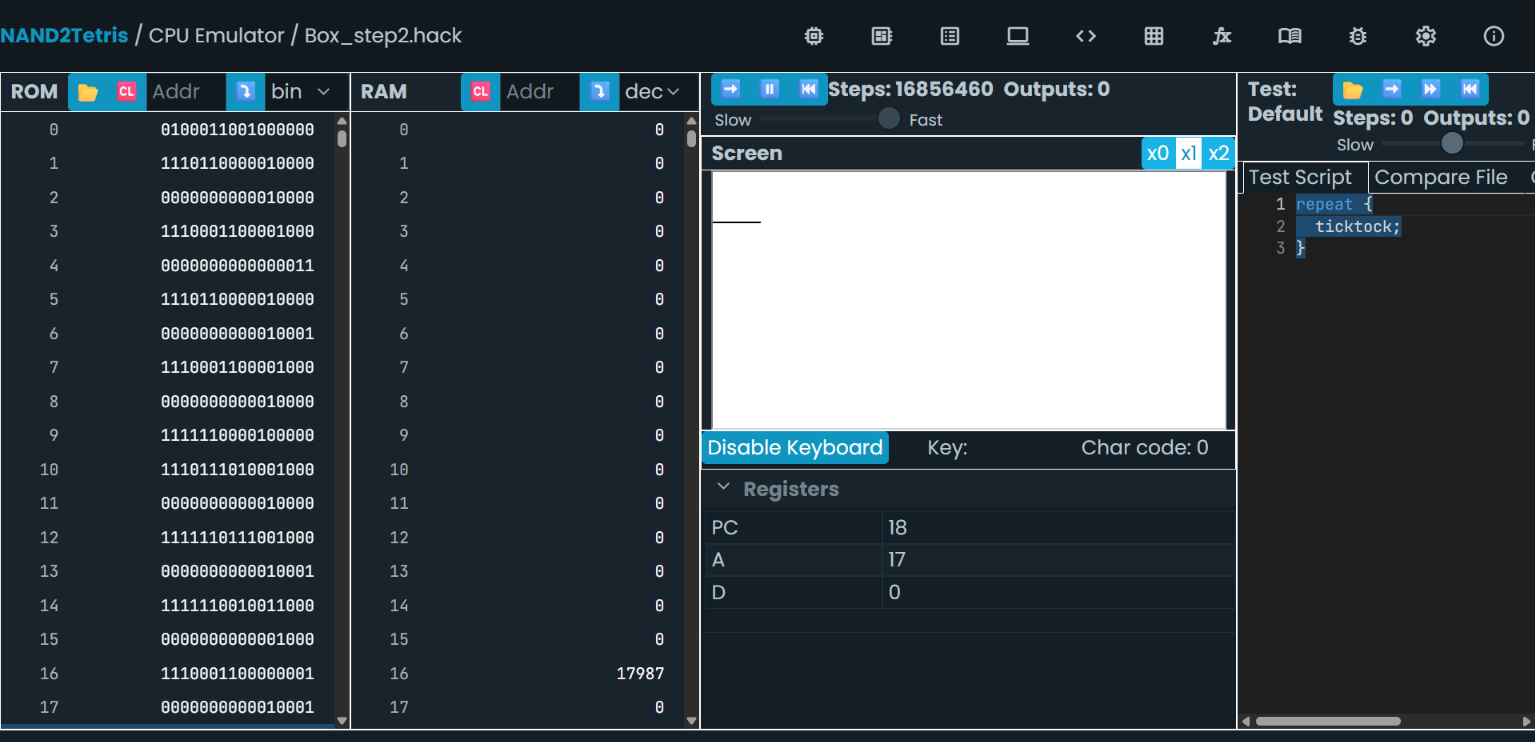 NAND2Tetris / CPU Emulator / Box_step2.hack
ROM CL Addr bin
0 0100011001000000
1 1110110000010000
2 0000000000010000
3 1110001100001000
4 0000000000000011
5 1110110000010000
6 0000000000010001
7 1110001100001000
8 0000000000010000
9 1111110000100000
10 1110111010001000
11 0000000000010000
12 1111110111001000
13 0000000000010001
14 1111110010011000
15 0000000000001000
16 1110001100000001
17 0000000000010001
RAM CL Addr dec
0 0
1 0
2 0
3 0
4 0
5 0
6 0
7 0
8 0
9 0
10 0
11 0
12 0
13 0
14 0
15 0
16 17987
17 0
Steps: 16856460 Outputs: 0
Slow Fast
Screen x0 x1 x2
Disable Keyboard Key: Char code: 0
Registers
PC 18
A 17
D 0
Test:
Default
Steps: 0 Outputs: 0
Slow
Test Script Compare File
1 repeat {
2 ticktock;
3 }